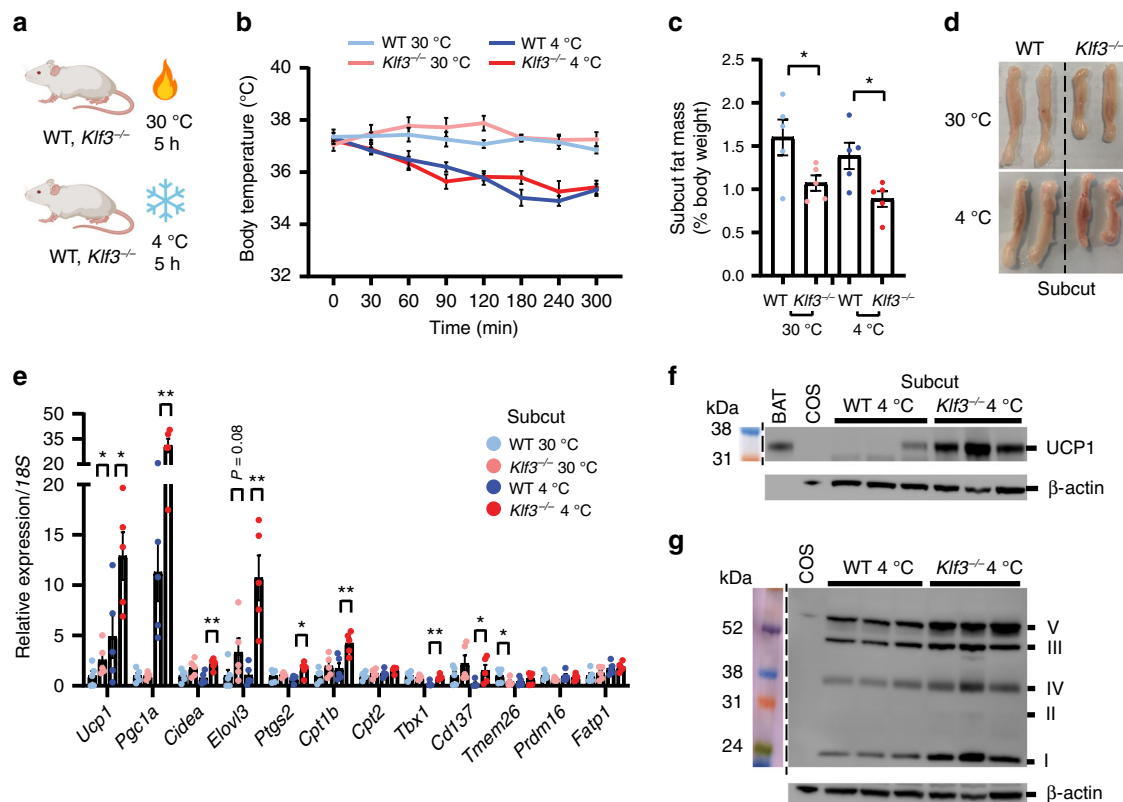 a
WT, Klf3–/–
30 °C
5 h
WT, Klf3–/–
4 °C
5 h
b
WT 30 °C
WT 4 °C
Klf3–/– 30 °C
Klf3–/– 4 °C
Body temperature (°C)
40
38
36
34
32
0 30 60 90 120 180 240 300
Time (min)
c
Subcut fat mass
(% body weight)
2.5
2.0
1.5
1.0
0.5
0.0
*
*
WT Klf3–/– WT Klf3–/–
30 °C 4 °C
d
WT Klf3–/–
30 °C
4 °C
Subcut
e
Relative expression/18S
50
35
20
20
15
10
5
0
* * ** ** P = 0.08 ** * ** ** * *
Subcut
WT 30 °C
Klf3–/– 30 °C
WT 4 °C
Klf3–/– 4 °C
Ucp1 Pgc1a Cidea Elovl3 Ptgs2 Cpt1b Cpt2 Tbx1 Cd137 Tmem26 Prdm16 Fatp1
f
Subcut
kDa
BAT
COS
WT 4 °C
Klf3–/– 4 °C
38
31
UCP1
β-actin
g
kDa
COS
WT 4 °C
Klf3–/– 4 °C
52
38
31
24
V
III
IV
II
I
β-actin